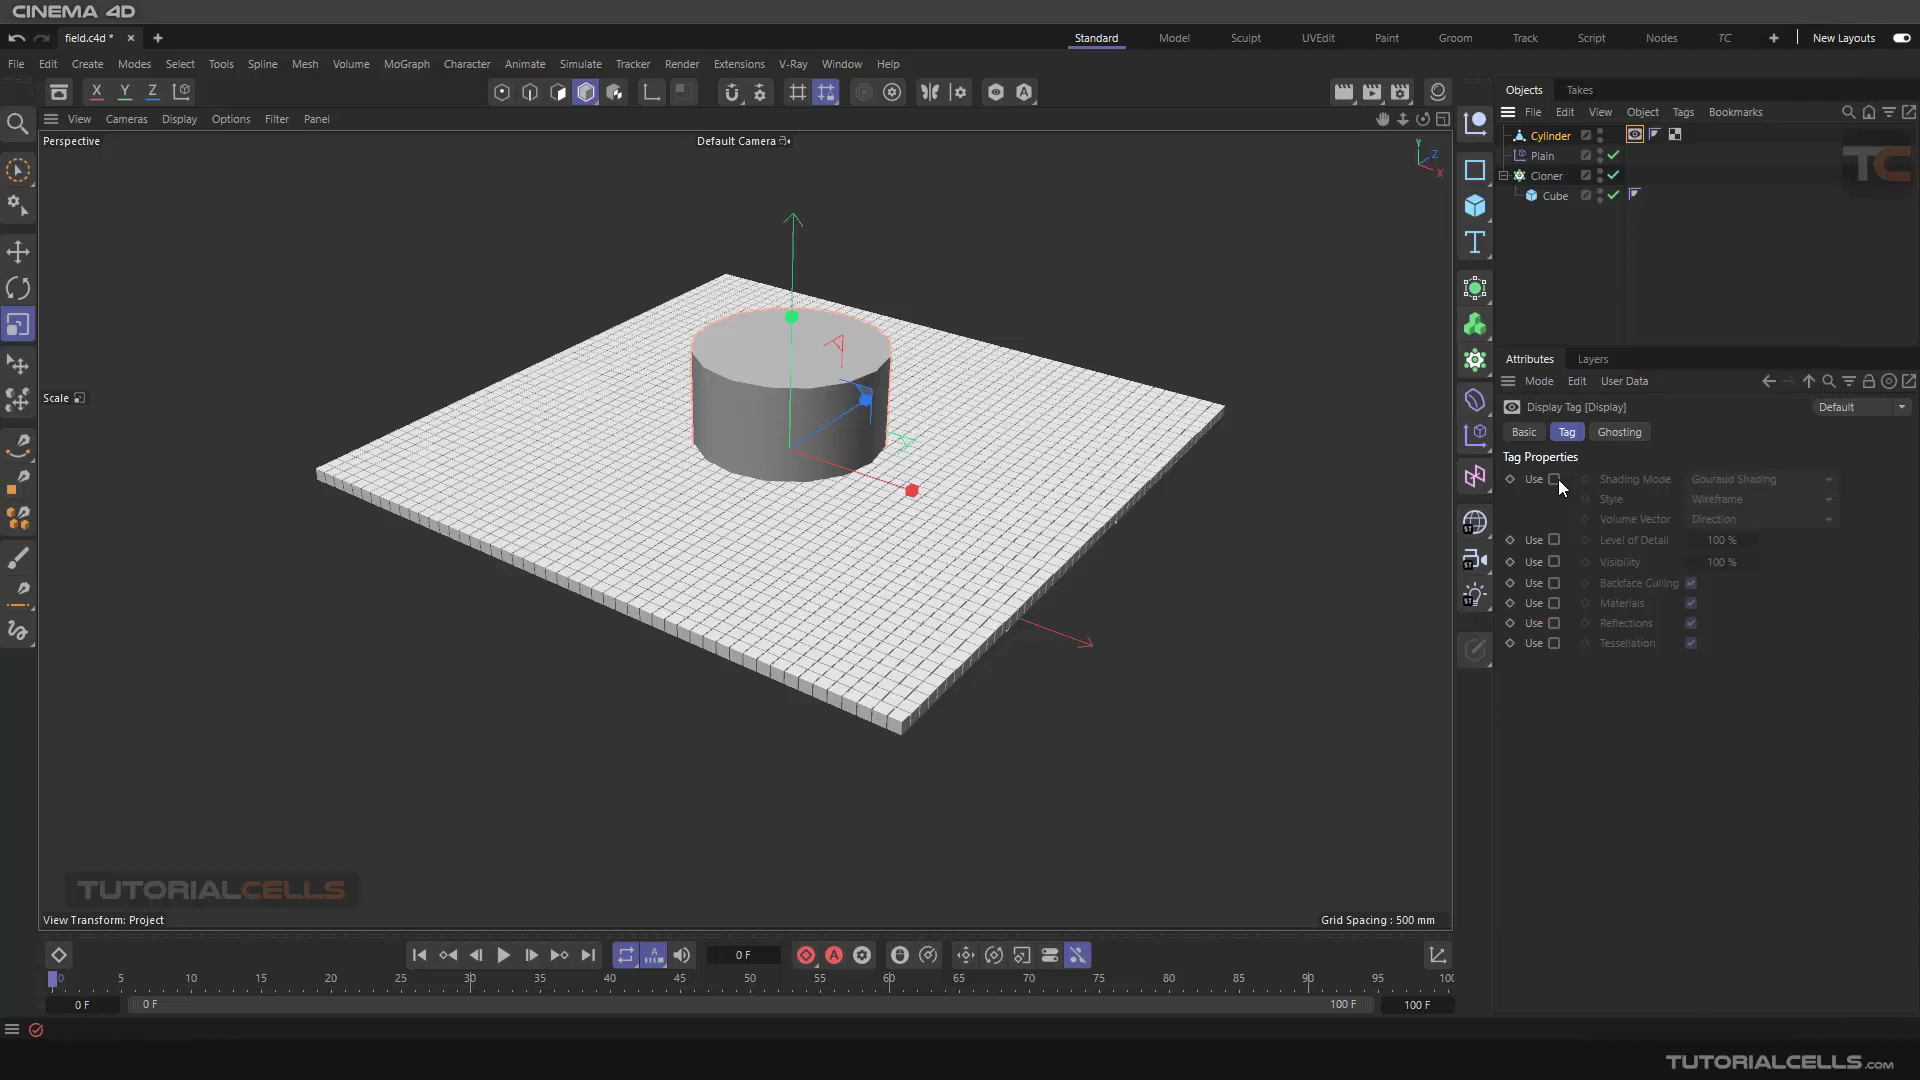 CINEMA 4D
field.c4d *
Standard Model Sculpt UVEdit Paint Groom Track Script Nodes TC New Layouts
File Edit Create Modes Select Tools Spline Mesh Volume MoGraph Character Animate Simulate Tracker Render Extensions V-Ray Window Help
X Y Z
Objects Takes
File Edit View Object Tags Bookmarks
View Cameras Display Options Filter Panel
Perspective
Default Camera
Y
Z
X
Cylinder
Plain
Cloner
Cube
TC
Scale
Attributes Layers
Mode Edit User Data
Display Tag [Display]
Default
Basic Tag Ghosting
Tag Properties
Use Shading Mode Gouraud Shading
Style Wireframe
Volume Vector Direction
Use Level of Detail 100 %
Use Visibility 100 %
Use Backface Culling
Use Materials
Use Reflections
Use Tessellation
TUTORIALCELLS
View Transform: Project
Grid Spacing : 500 mm
0 F
0 5 10 15 20 25 30 35 40 45 50 55 60 65 70 75 80 85 90 95 100
0 F 0 F 100 F 100 F
TUTORIALCELLS.COM